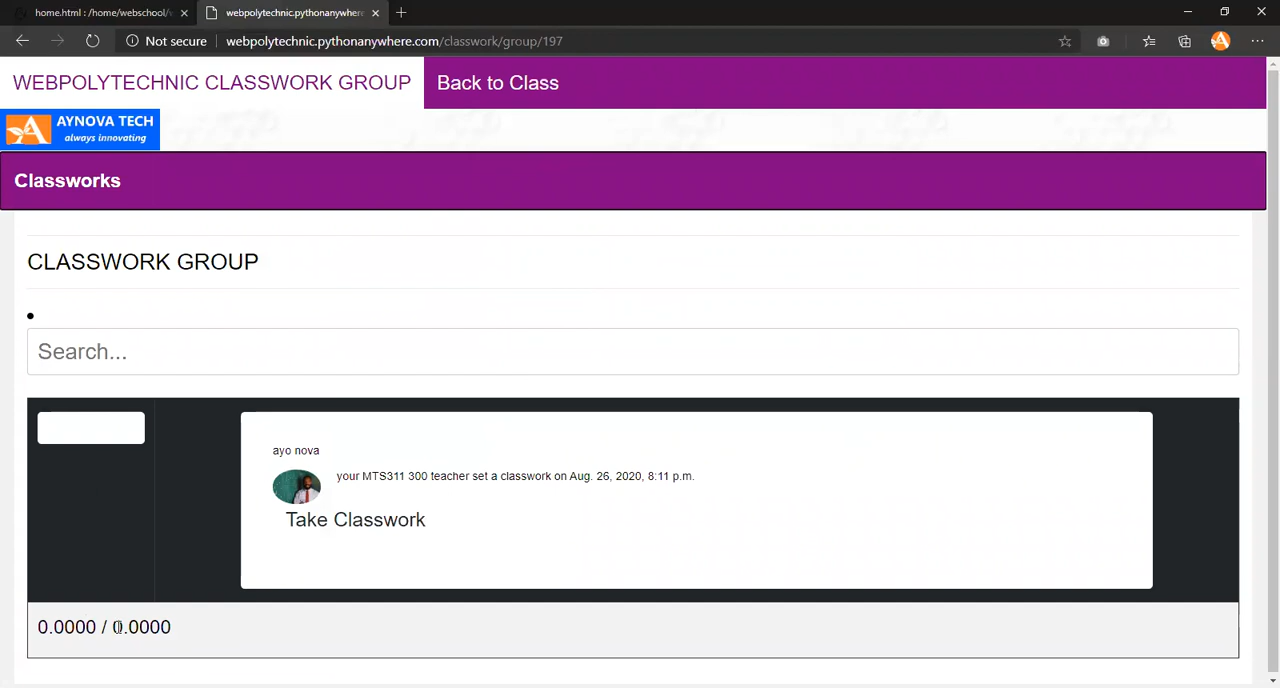 home.html : /home/webschool/
webpolytechnic.pythonanywhere
Not secure
webpolytechnic.pythonanywhere.com/classwork/group/197
WEBPOLYTECHNIC CLASSWORK GROUP
Back to Class
AYNOVA TECH
always innovating
Classworks
CLASSWORK GROUP
Search...
ayo nova
your MTS311 300 teacher set a classwork on Aug. 26, 2020, 8:11 p.m.
Take Classwork
0.0000 / 0.0000